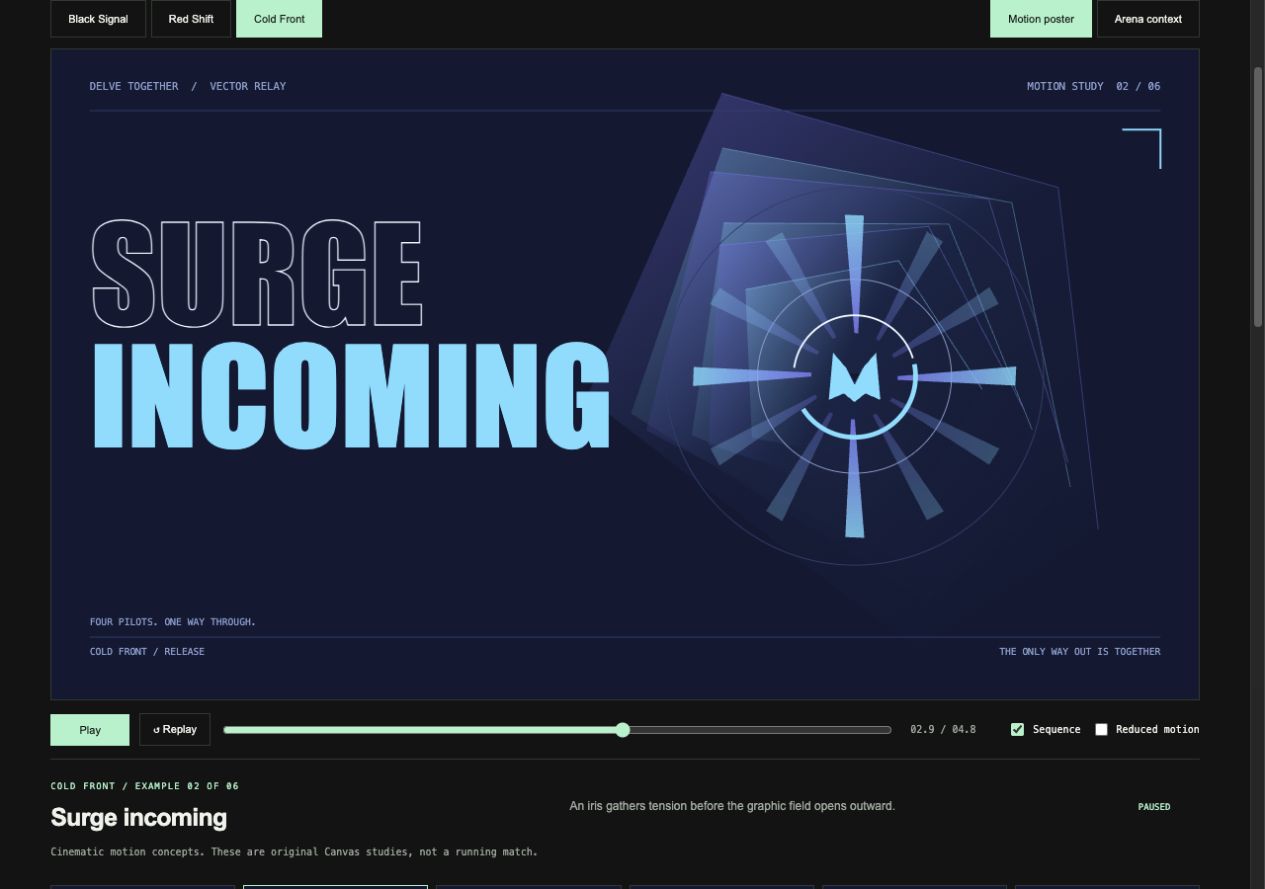 Black Signal
Red Shift
Cold Front
Motion poster
Arena context
DELVE TOGETHER / VECTOR RELAY
MOTION STUDY 02 / 06
SURGE
INCOMING
FOUR PILOTS. ONE WAY THROUGH.
COLD FRONT / RELEASE
THE ONLY WAY OUT IS TOGETHER
Play
↺ Replay
02.9 / 04.8
Sequence
Reduced motion
COLD FRONT / EXAMPLE 02 OF 06
Surge incoming
An iris gathers tension before the graphic field opens outward.
PAUSED
Cinematic motion concepts. These are original Canvas studies, not a running match.